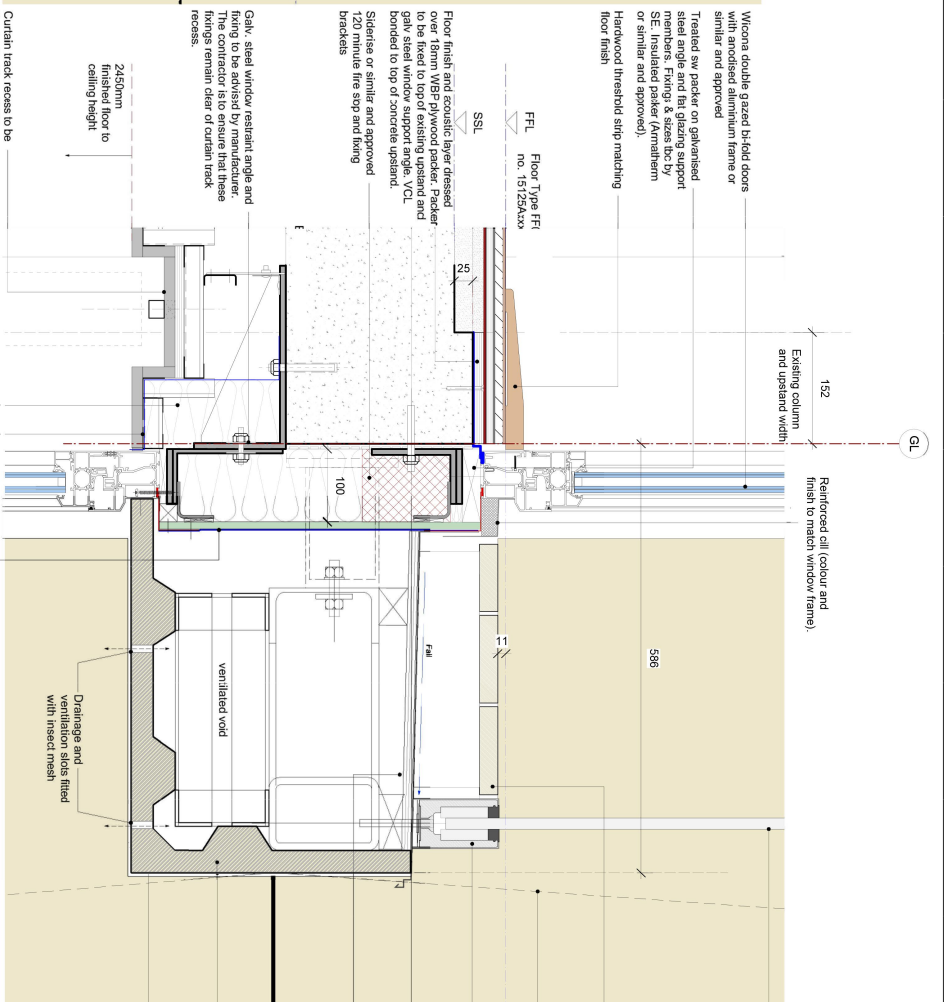 GL
152
Existing column
and upstand width
Reinforced cill (colour and
finish to match window frame).
Wicona double gazed bi-fold doors
with anodised aluminium frame or
similar and approved
Treated sw packer on galvanised
steel angle and flat glazing support
members. Fixings & sizes tbc by
SE. Insulated packer (Armatherm
or similar and approved).
586
Hardwood threshold strip matching
floor finish
Floor Type FF(
no. 15125A
FFL
11
SSL
25
Floor finish and acoustic layer dressed
over 18mm WBP plywood packer. Packer
to be fixed to top of existing upstand and
galv steel window support angle. VCL
bonded to top of concrete upstand.
Fall
Siderise or similar and approved
120 minute fire stop and fixing
brackets
100
Galv. steel window restraint angle and
fixing to be advised by manufacturer.
The contractor is to ensure that these
fixings remain clear of curtain track
recess.
ventilated void
2450mm
finished floor to
ceiling height
Drainage and
ventilation slots fitted
with insect mesh
Curtain track recess to be